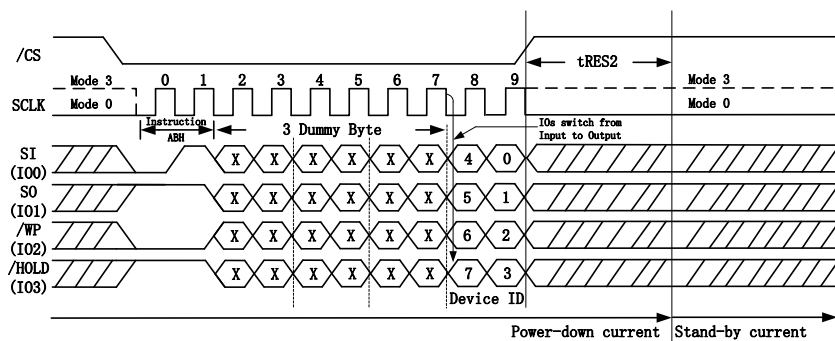 /CS
tRES2
Mode 3 0 1 2 3 4 5 6 7 8 9 Mode 3
SCLK Mode 0 Mode 0
Instruction ABH 3 Dummy Byte IOs switch from Input to Output
SI (IO0) X X X X X X 4 0
SO (IO1) X X X X X X 5 1
/WP (IO2) X X X X X X 6 2
/HOLD (IO3) X X X X X X 7 3
Device ID
Power-down current Stand-by current